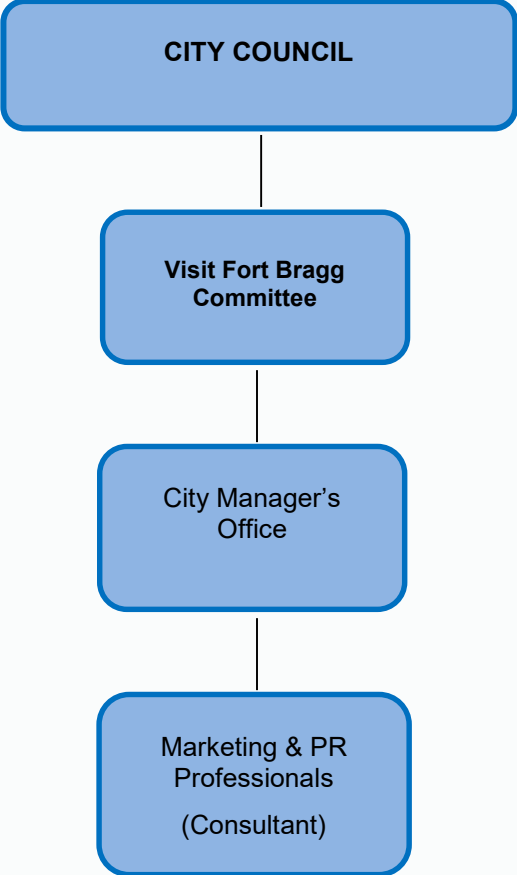 CITY COUNCIL
Visit Fort Bragg
Committee
City Manager’s
Office
Marketing & PR
Professionals
(Consultant)